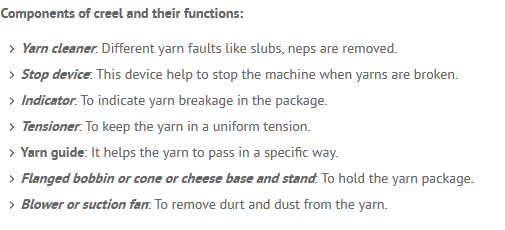 Components of creel and their functions:
> Yarn cleaner: Different yarn faults like slubs, neps are removed.
> Stop device: This device help to stop the machine when yarns are broken.
> Indicator: To indicate yarn breakage in the package.
> Tensioner: To keep the yarn in a uniform tension.
> Yarn guide: It helps the yarn to pass in a specific way.
> Flanged bobbin or cone or cheese base and stand: To hold the yarn package.
> Blower or suction fan: To remove durt and dust from the yarn.